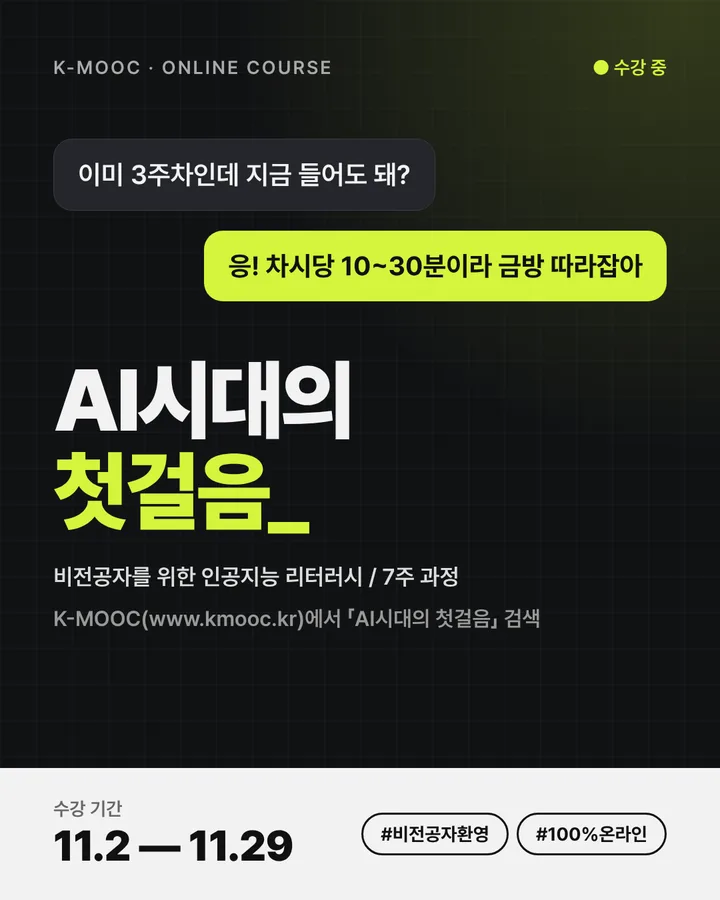 K-MOOC · ONLINE COURSE
수강 중
이미 3주차인데 지금 들어도 돼?
응! 차시당 10~30분이라 금방 따라잡아
AI시대의
첫걸음_
비전공자를 위한 인공지능 리터러시 / 7주 과정
K-MOOC(www.kmooc.kr)에서 「AI시대의 첫걸음」 검색
수강 기간
11.2 — 11.29
#비전공자환영
#100%온라인